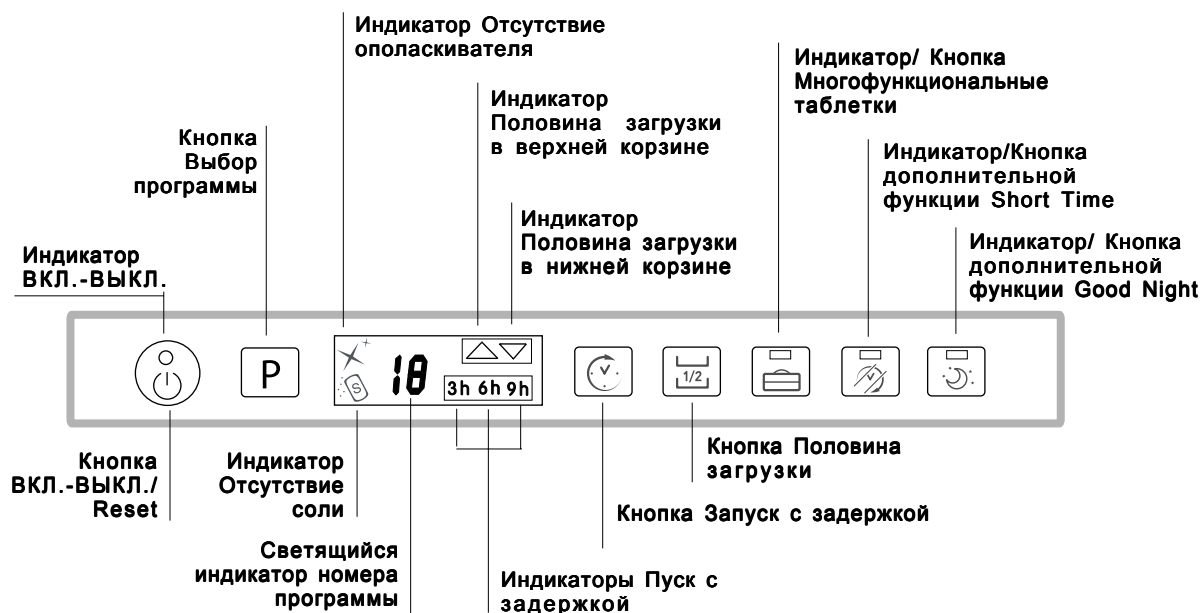 Индикатор Отсутствие
ополаскивателя
Индикатор/ Кнопка
Многофункциональные
таблетки
Индикатор
Половина загрузки
в верхней корзине
Кнопка
Выбор
программы
Индикатор/Кнопка
дополнительной
функции Short Time
Индикатор
Половина загрузки
в нижней корзине
Индикатор/ Кнопка
дополнительной
функции Good Night
Индикатор
ВКЛ.-ВЫКЛ.
P
S
18
3h 6h 9h
1/2
Кнопка
ВКЛ.-ВЫКЛ./
Reset
Индикатор
Отсутствие
соли
Кнопка Половина
загрузки
Кнопка Запуск с задержкой
Светящийся
индикатор номера
программы
Индикаторы Пуск с
задержкой